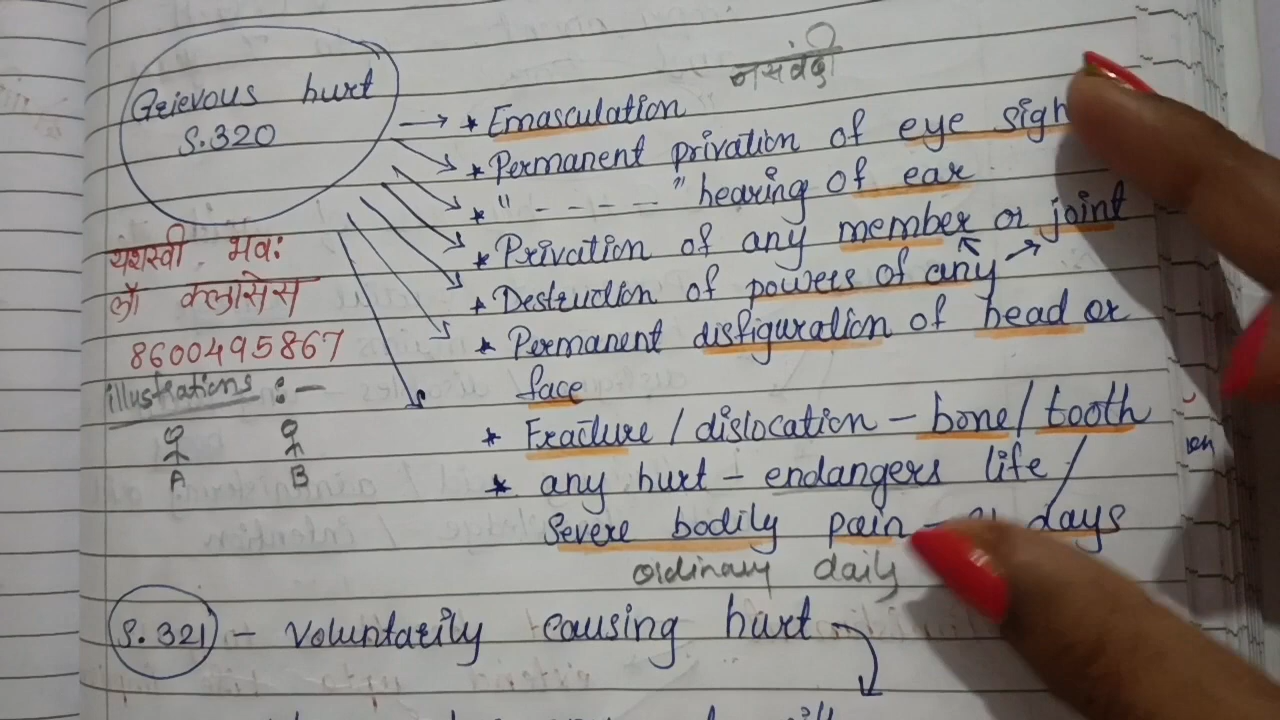 नसबंदी
Grievous hurt
S.320
→ * Emasculation
* Permanent privation of eye sigh
* " - - - - - " hearing of ear
* Privation of any member or joint
* Destruction of powers of any
* Permanent disfiguration of head or
face
* Fracture / dislocation – bone / tooth
* any hurt – endangers life /
Severe bodily pain – days
ordinary daily
यशस्वी भव:
लॉ क्लासेस
8600495867
illustrations :–
A B
S. 321 – Voluntarily causing hurt